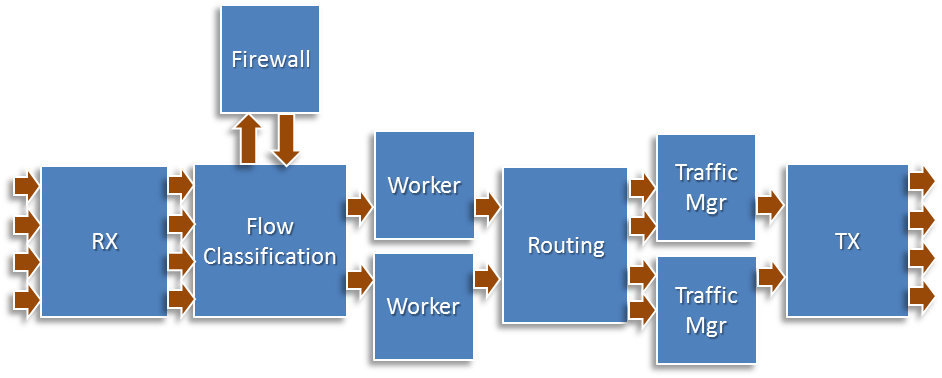 Firewall
RX
Flow
Classification
Worker
Worker
Routing
Traffic
Mgr
Traffic
Mgr
TX